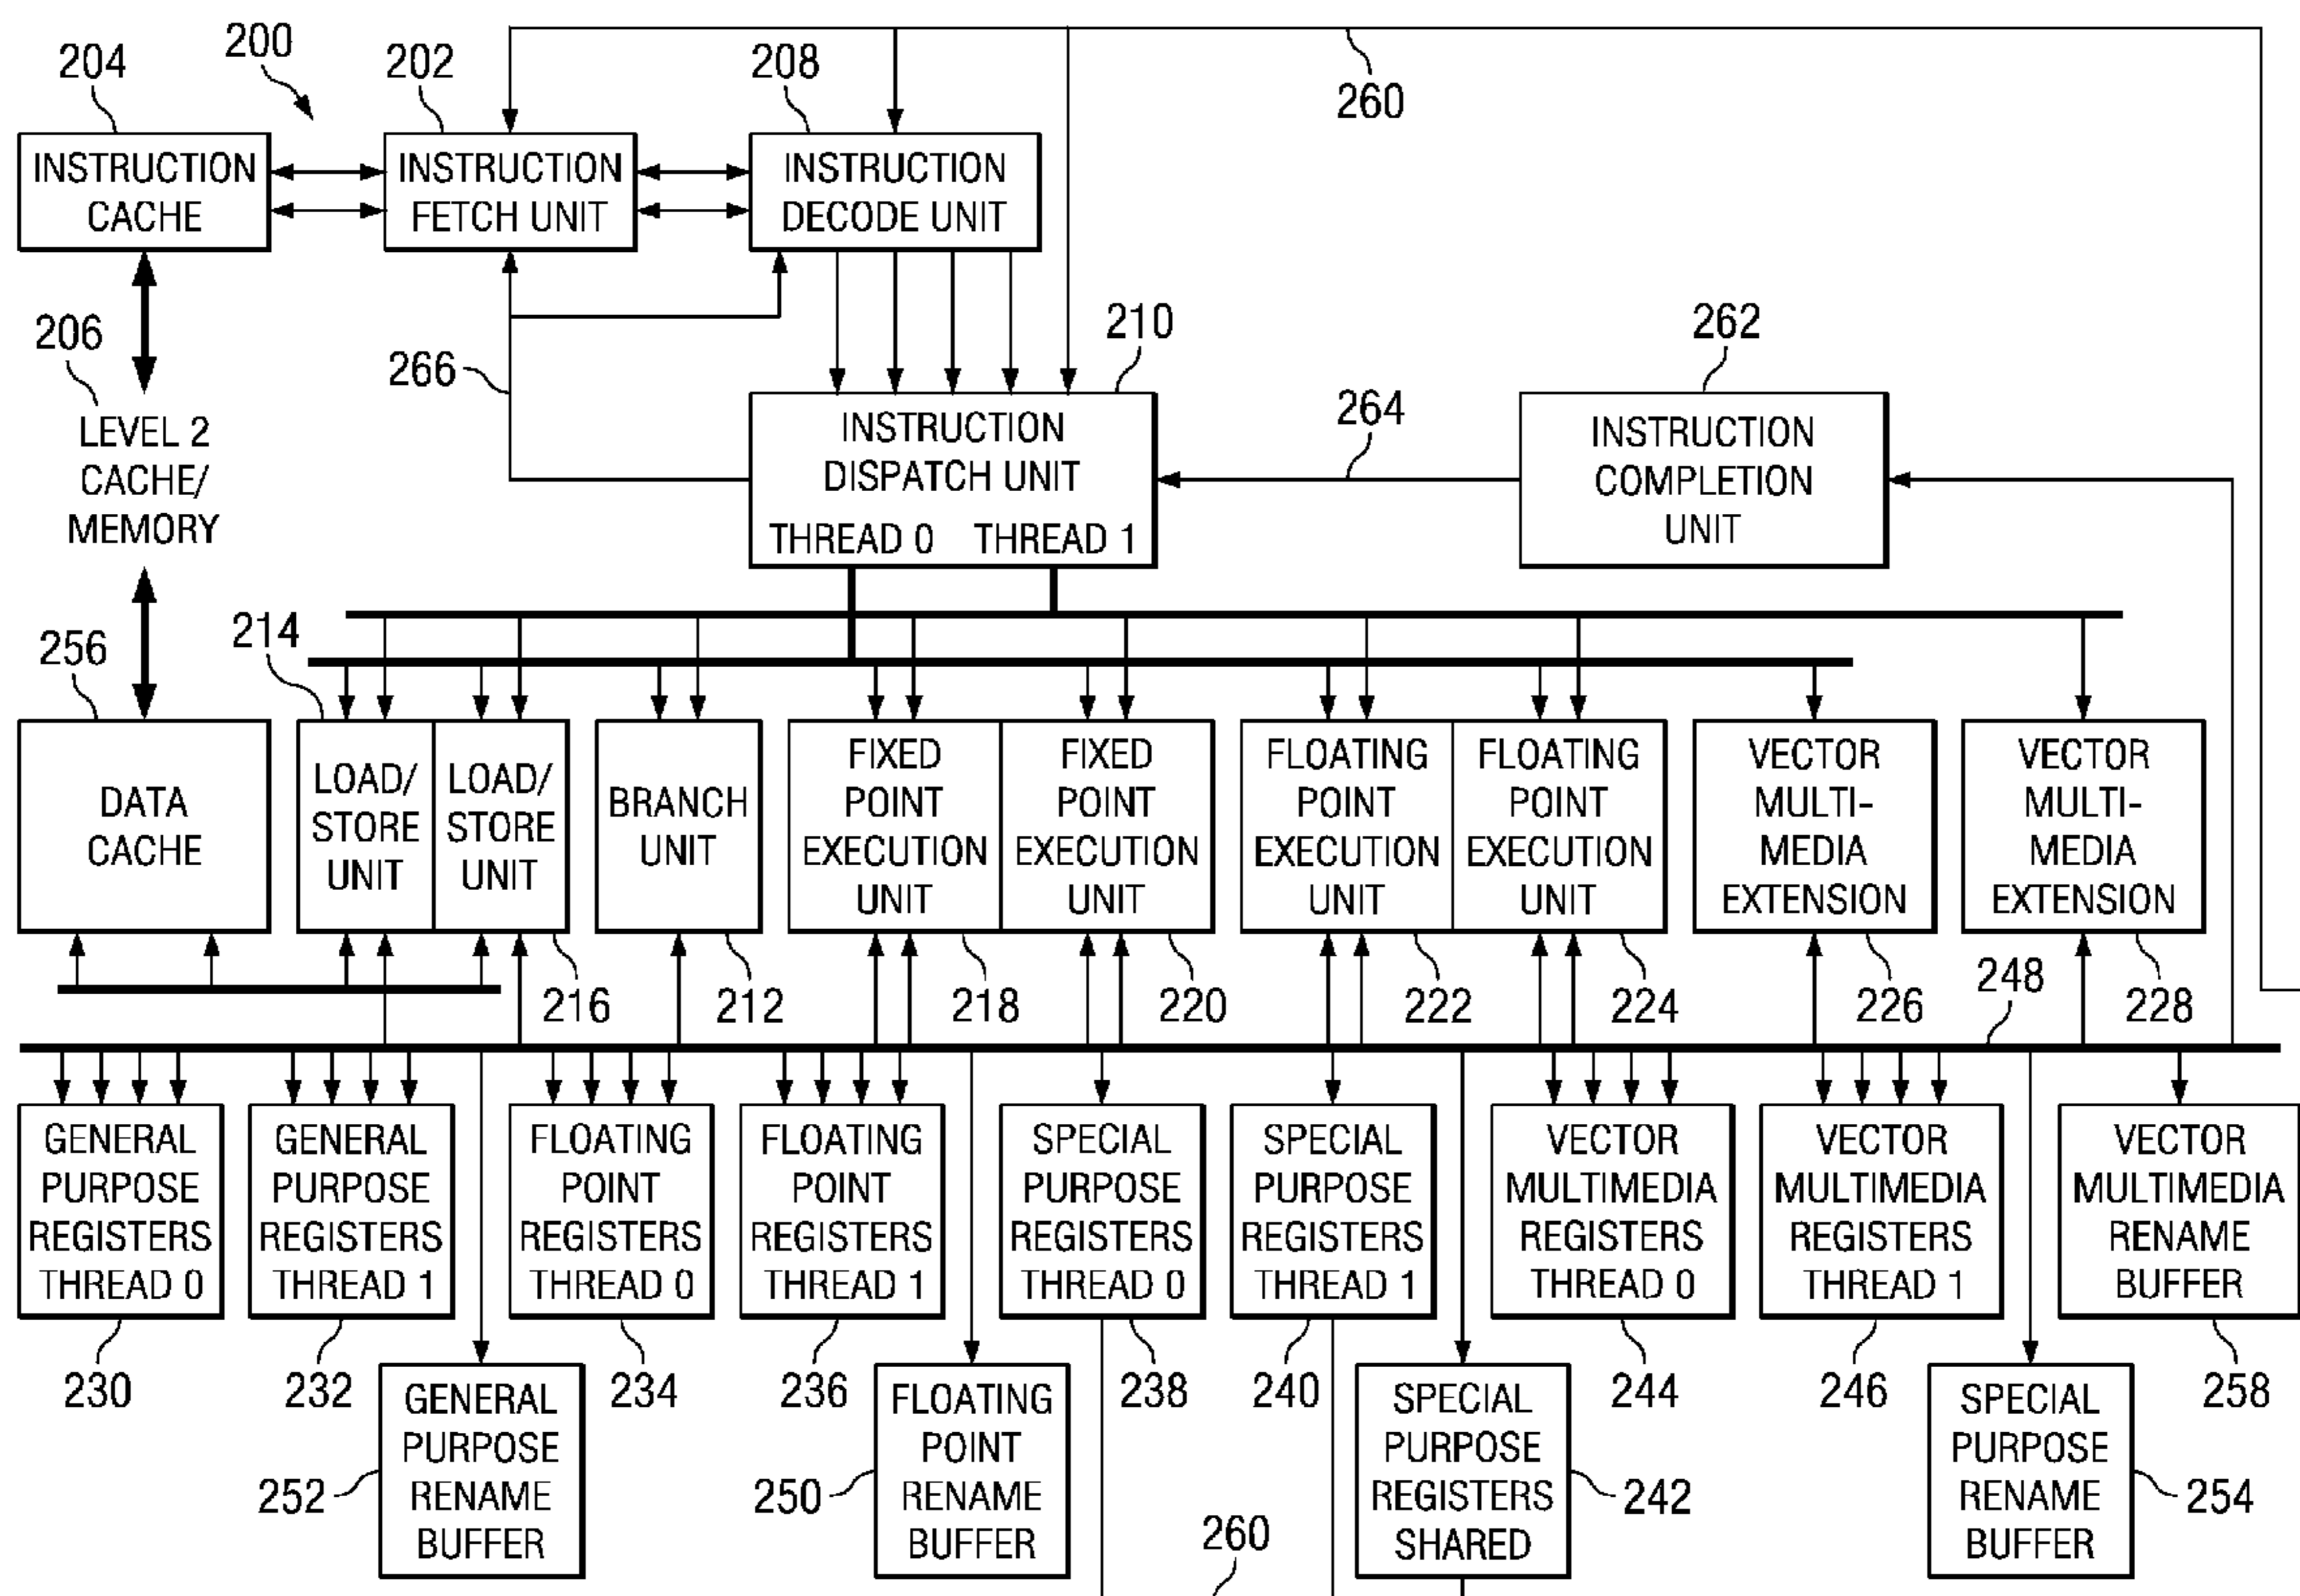 200
204
202
208
260
INSTRUCTION
CACHE
INSTRUCTION
FETCH UNIT
INSTRUCTION
DECODE UNIT
206
266
210
262
264
LEVEL 2
CACHE/
MEMORY
INSTRUCTION
DISPATCH UNIT
THREAD 0 THREAD 1
INSTRUCTION
COMPLETION
UNIT
256
214
DATA
CACHE
LOAD/
STORE
UNIT
LOAD/
STORE
UNIT
BRANCH
UNIT
FIXED
POINT
EXECUTION
UNIT
FIXED
POINT
EXECUTION
UNIT
FLOATING
POINT
EXECUTION
UNIT
FLOATING
POINT
EXECUTION
UNIT
VECTOR
MULTI-
MEDIA
EXTENSION
VECTOR
MULTI-
MEDIA
EXTENSION
216
212
218
220
222
224
226
248
228
GENERAL
PURPOSE
REGISTERS
THREAD 0
GENERAL
PURPOSE
REGISTERS
THREAD 1
FLOATING
POINT
REGISTERS
THREAD 0
FLOATING
POINT
REGISTERS
THREAD 1
SPECIAL
PURPOSE
REGISTERS
THREAD 0
SPECIAL
PURPOSE
REGISTERS
THREAD 1
VECTOR
MULTIMEDIA
REGISTERS
THREAD 0
VECTOR
MULTIMEDIA
REGISTERS
THREAD 1
VECTOR
MULTIMEDIA
RENAME
BUFFER
230
232
234
236
238
240
244
246
258
GENERAL
PURPOSE
RENAME
BUFFER
252
FLOATING
POINT
RENAME
BUFFER
250
SPECIAL
PURPOSE
REGISTERS
SHARED
242
SPECIAL
PURPOSE
RENAME
BUFFER
254
260